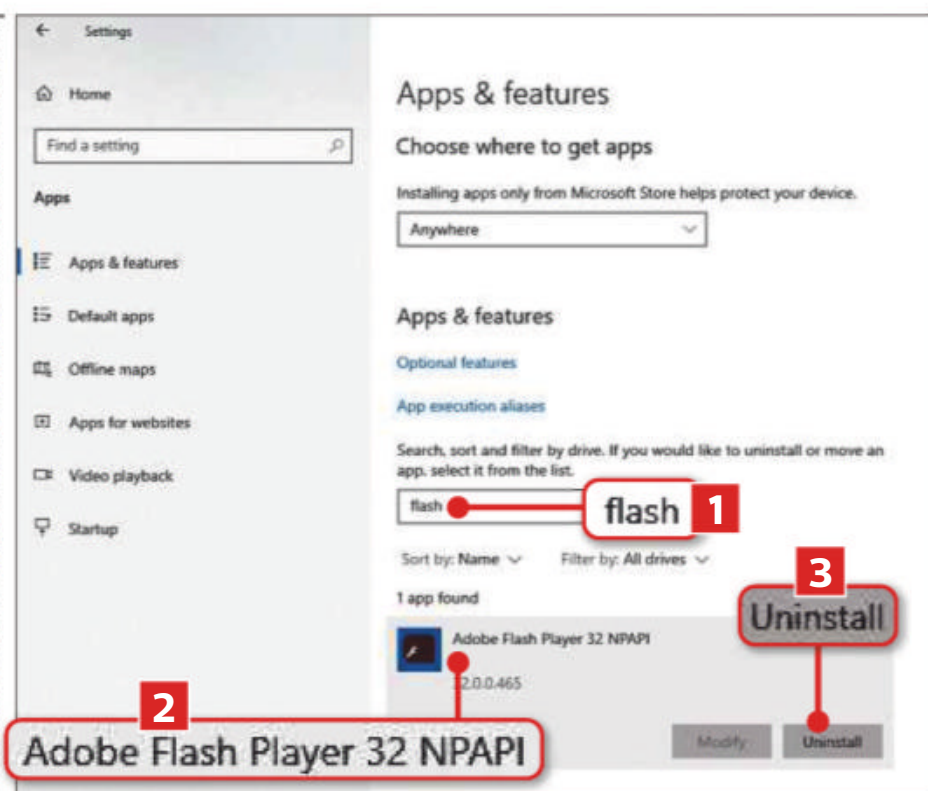 Settings
Home
Find a setting
Apps
Apps & features
Default apps
Offline maps
Apps for websites
Video playback
Startup
Apps & features
Choose where to get apps
Installing apps only from Microsoft Store helps protect your device.
Anywhere
Apps & features
Optional features
App execution aliases
Search, sort and filter by drive. If you would like to uninstall or move an
app, select it from the list.
flash
flash 1
Sort by: Name Filter by: All drives
3
Uninstall
1 app found
Adobe Flash Player 32 NPAPI
32.0.0.465
2
Adobe Flash Player 32 NPAPI
Modify Uninstall